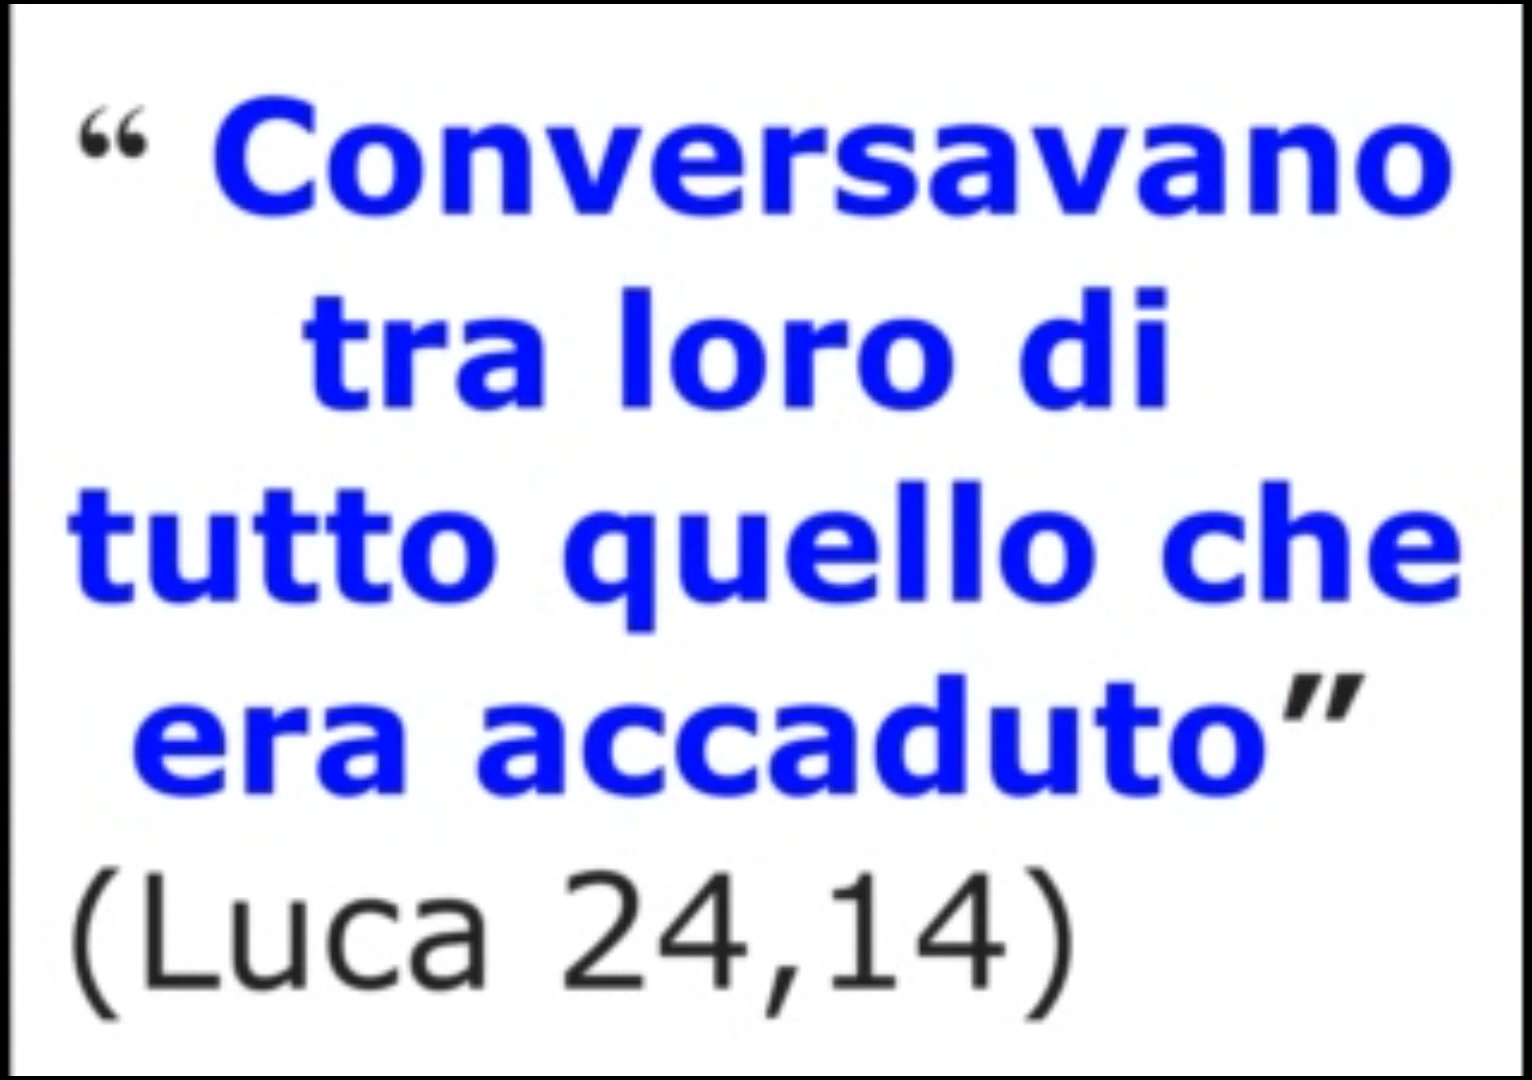 “ Conversavano
tra loro di
tutto quello che
era accaduto”
(Luca 24,14)